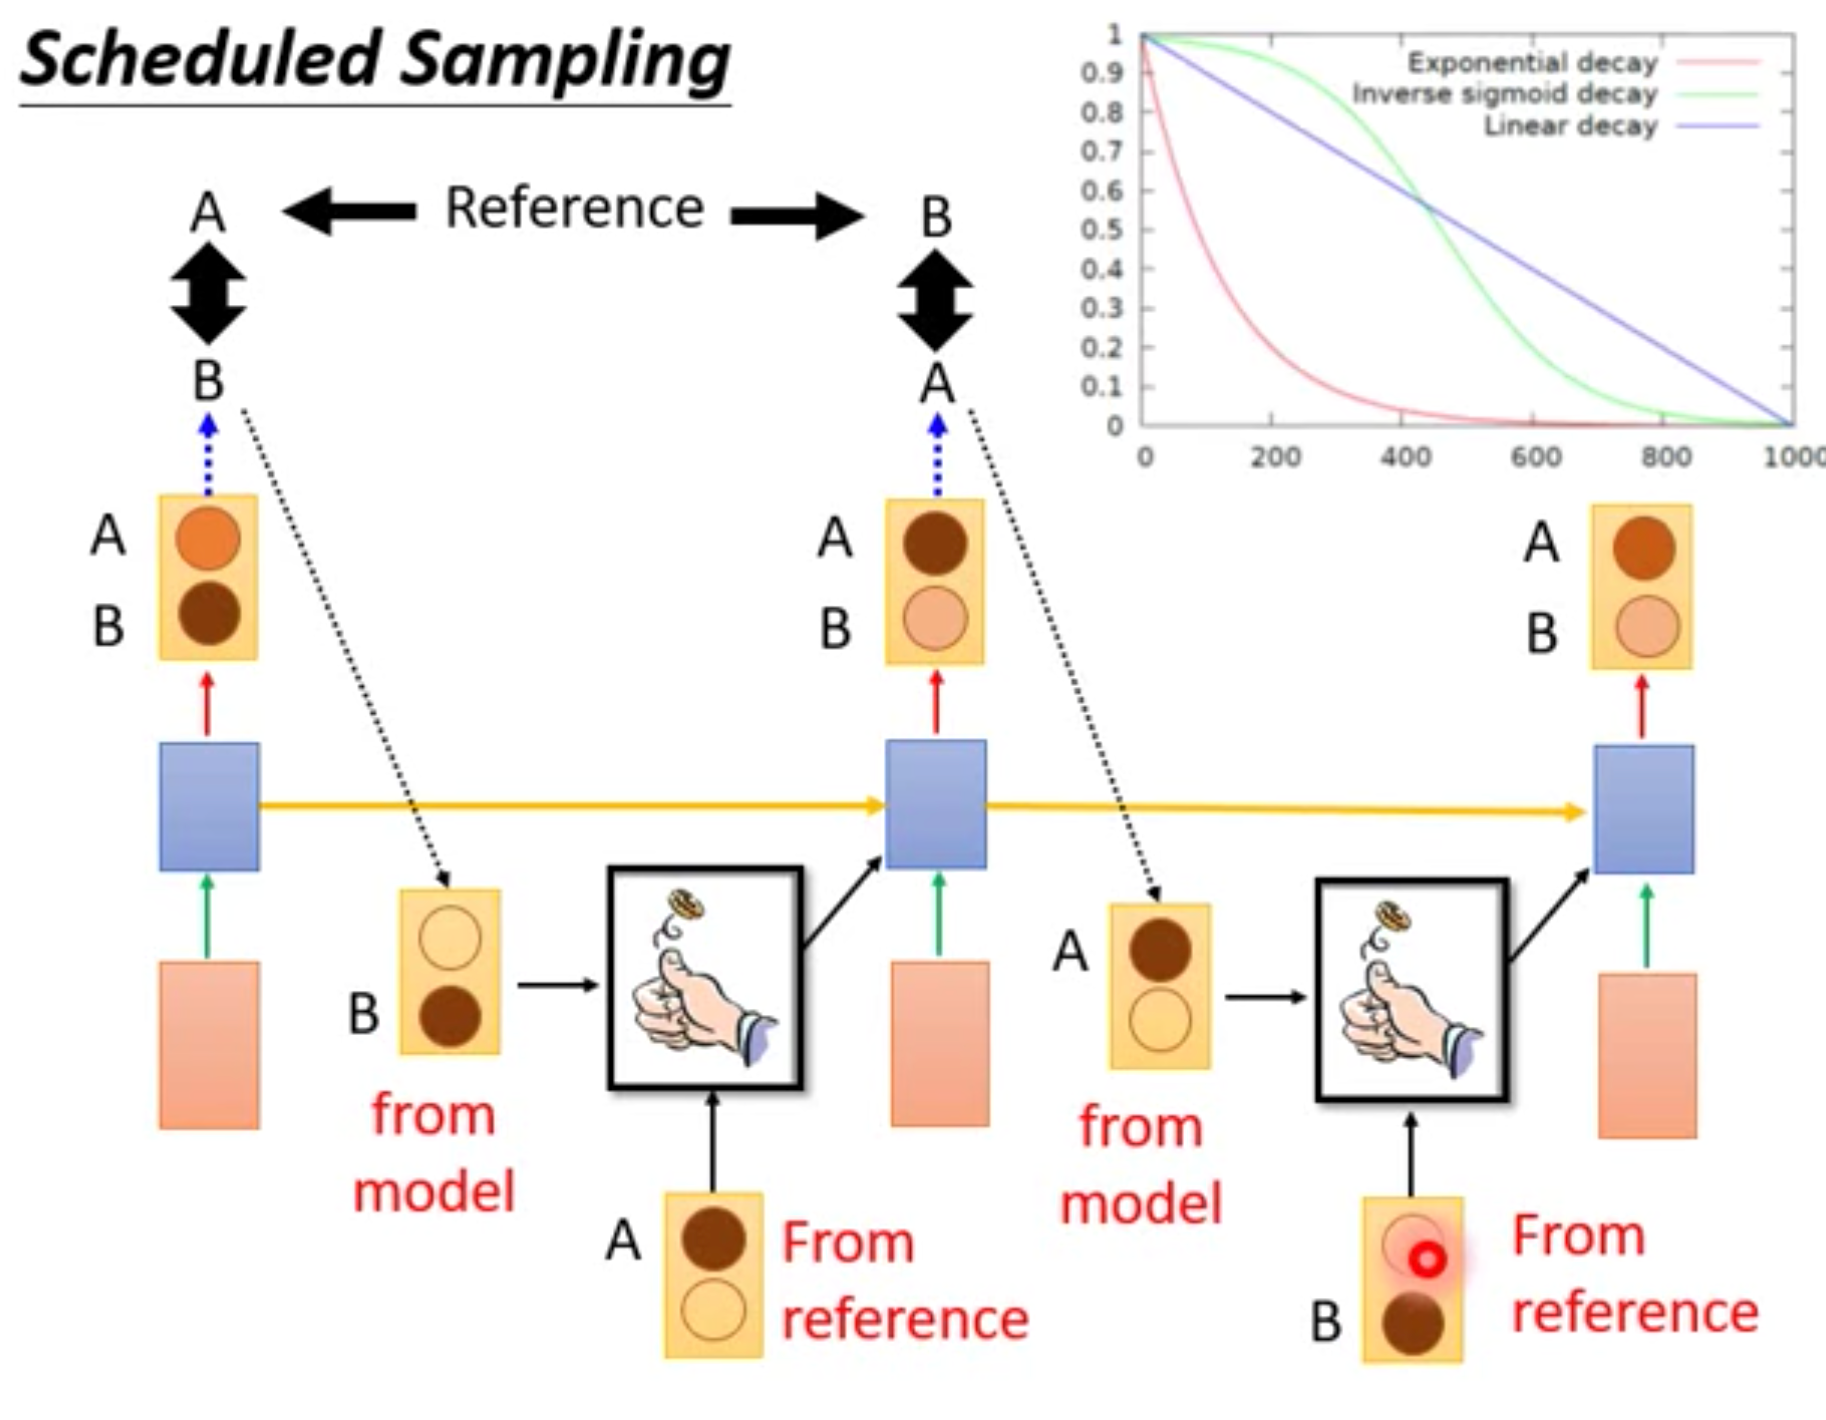 Scheduled Sampling
1
0.9
0.8
0.7
0.6
0.5
0.4
0.3
0.2
0.1
0
0 200 400 600 800 1000
Exponential decay
Inverse sigmoid decay
Linear decay
A Reference B
B A
A A A
B B B
B A
from
model
from
model
A From
reference
From
B reference